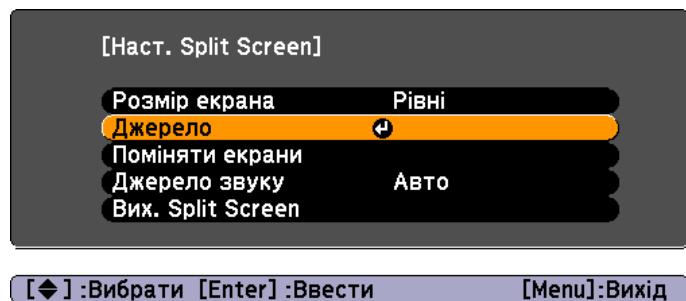 [Наст. Split Screen]
Розмір екрана Рівні
Джерело
Поміняти екрани
Джерело звуку Авто
Вих. Split Screen
[◆] :Вибрати [Enter] :Ввести [Menu]:Вихід